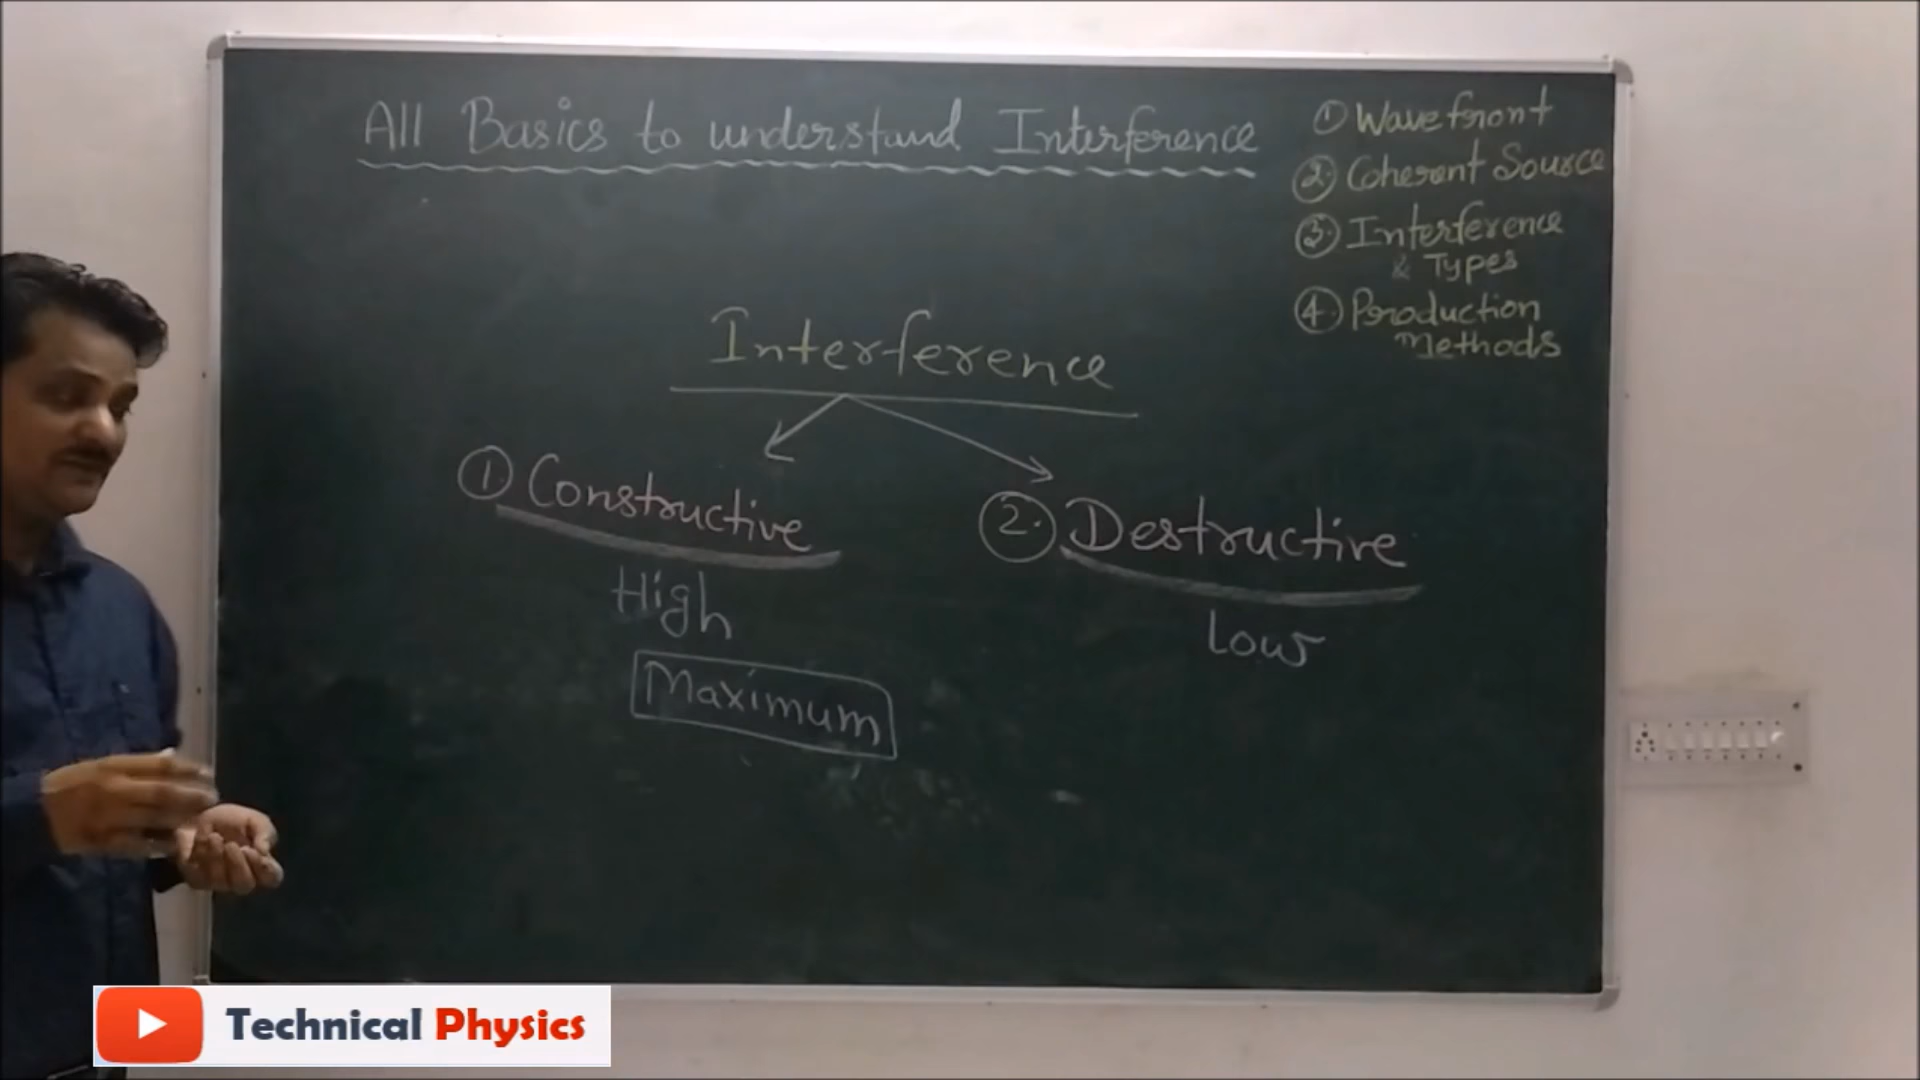 All Basics to understand Interference
① Wavefront
②. Coherent Source
③. Interference
& Types
④. Production
Methods
Interference
① Constructive
②. Destructive
High
Low
Maximum
Technical Physics